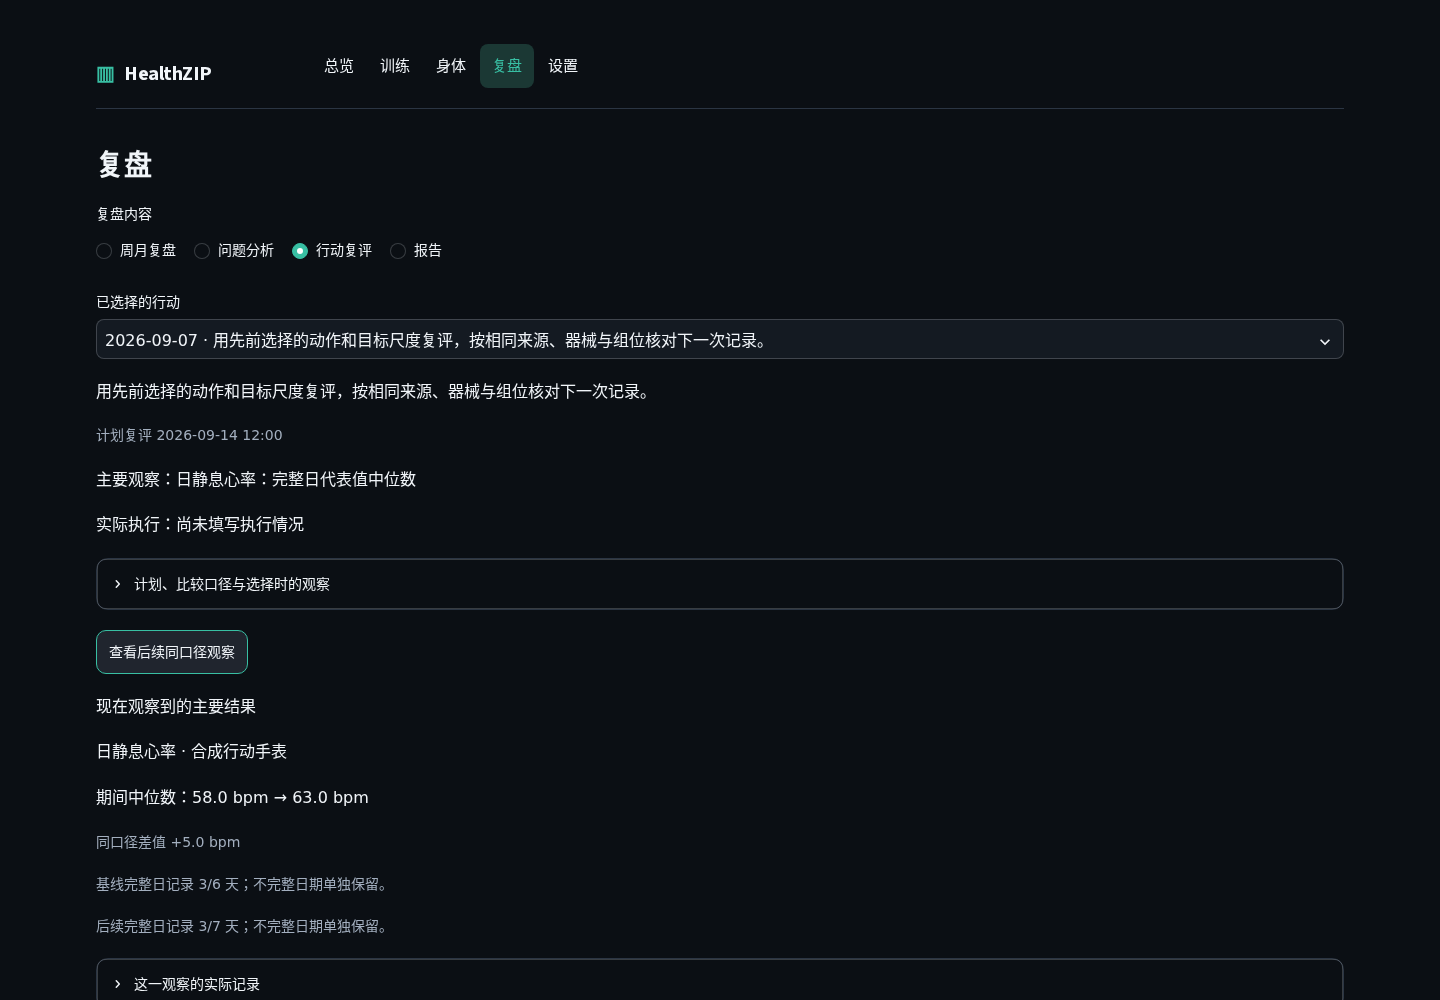 HealthZIP
总览 训练 身体 复盘 设置
复盘
复盘内容
周月复盘 问题分析 行动复评 报告
已选择的行动
2026-09-07 · 用先前选择的动作和目标尺度复评，按相同来源、器械与组位核对下一次记录。
用先前选择的动作和目标尺度复评，按相同来源、器械与组位核对下一次记录。
计划复评 2026-09-14 12:00
主要观察：日静息心率：完整日代表值中位数
实际执行：尚未填写执行情况
计划、比较口径与选择时的观察
查看后续同口径观察
现在观察到的主要结果
日静息心率 · 合成行动手表
期间中位数：58.0 bpm → 63.0 bpm
同口径差值 +5.0 bpm
基线完整日记录 3/6 天；不完整日期单独保留。
后续完整日记录 3/7 天；不完整日期单独保留。
这一观察的实际记录